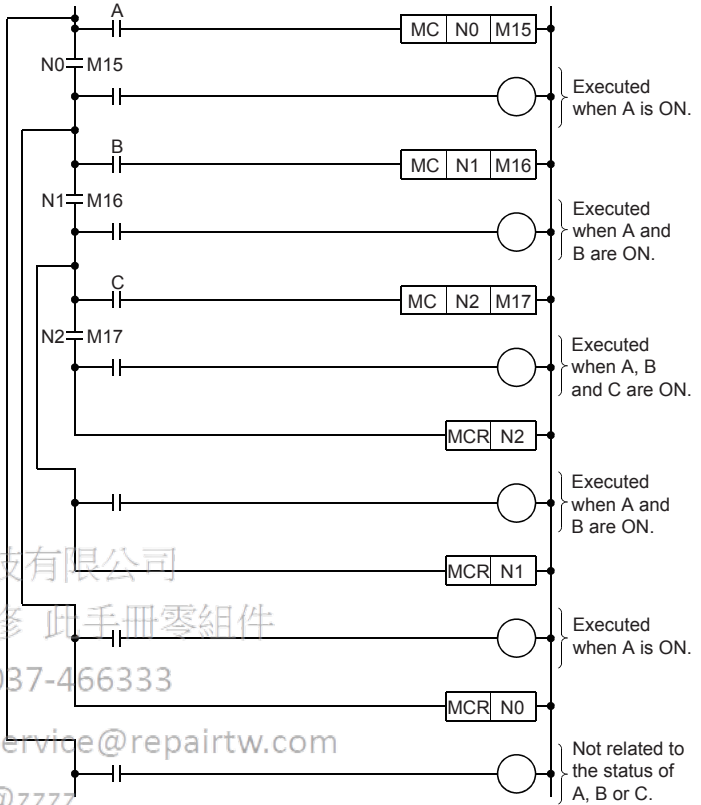 A
MC N0 M15
N0 M15
Executed
when A is ON.
B
MC N1 M16
N1 M16
Executed
when A and
B are ON.
C
MC N2 M17
N2 M17
Executed
when A, B
and C are ON.
MCR N2
Executed
when A and
B are ON.
技有限公司
MCR N1
修 此手冊零組件
Executed
when A is ON.
037-466333
MCR N0
ervice@repairtw.com
Not related to
the status of
A, B or C.
@zzzz